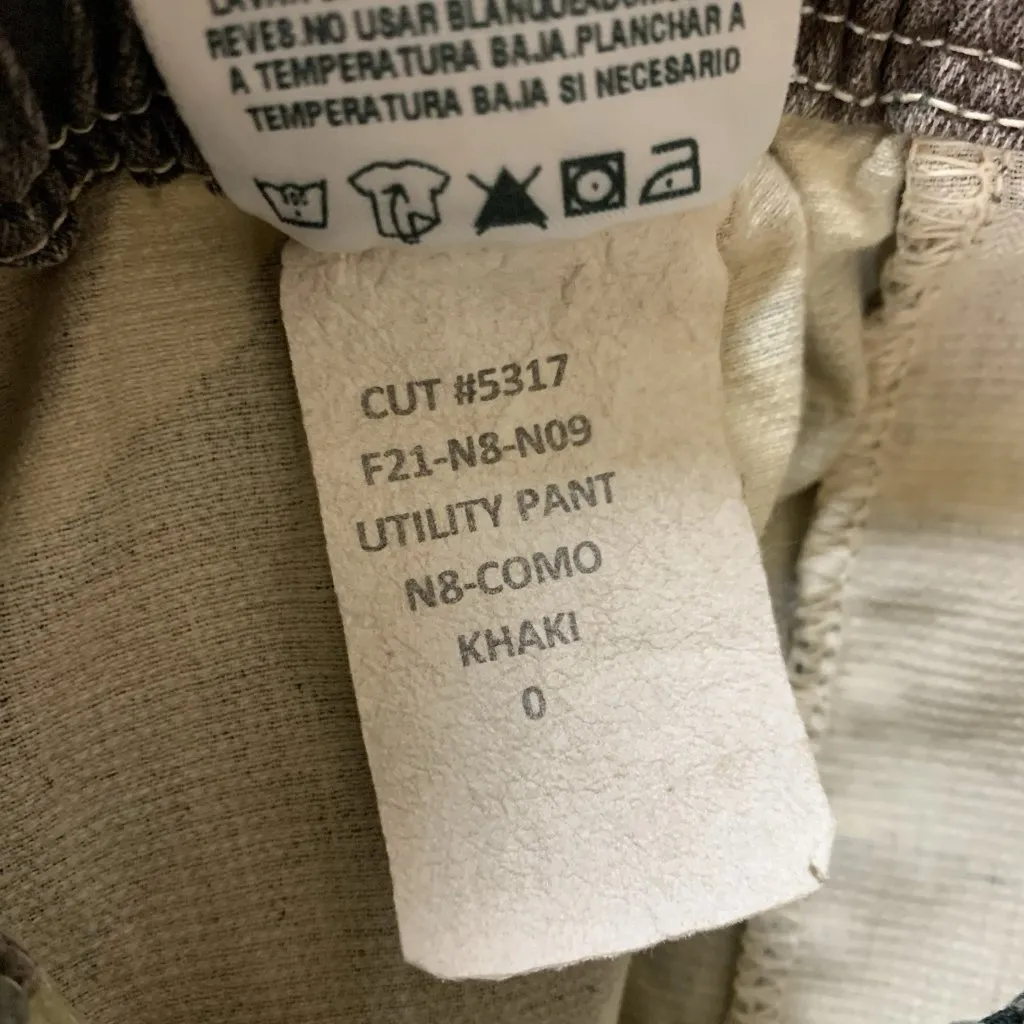 REVES.NO USAR BLANQUEADOR
A TEMPERATURA BAJA.PLANCHAR A
TEMPERATURA BAJA SI NECESARIO
CUT #5317
F21-N8-N09
UTILITY PANT
N8-COMO
KHAKI
0